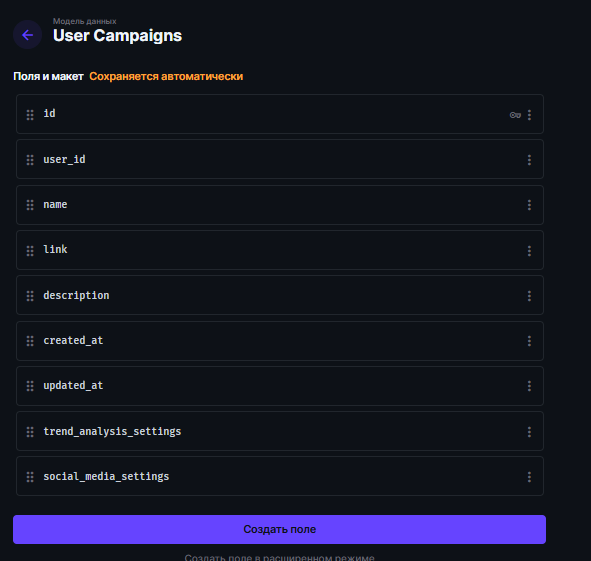 Модель данных
User Campaigns
Поля и макет Сохраняется автоматически
id
user_id
name
link
description
created_at
updated_at
trend_analysis_settings
social_media_settings
Создать поле
Создать поле в расширенном режиме